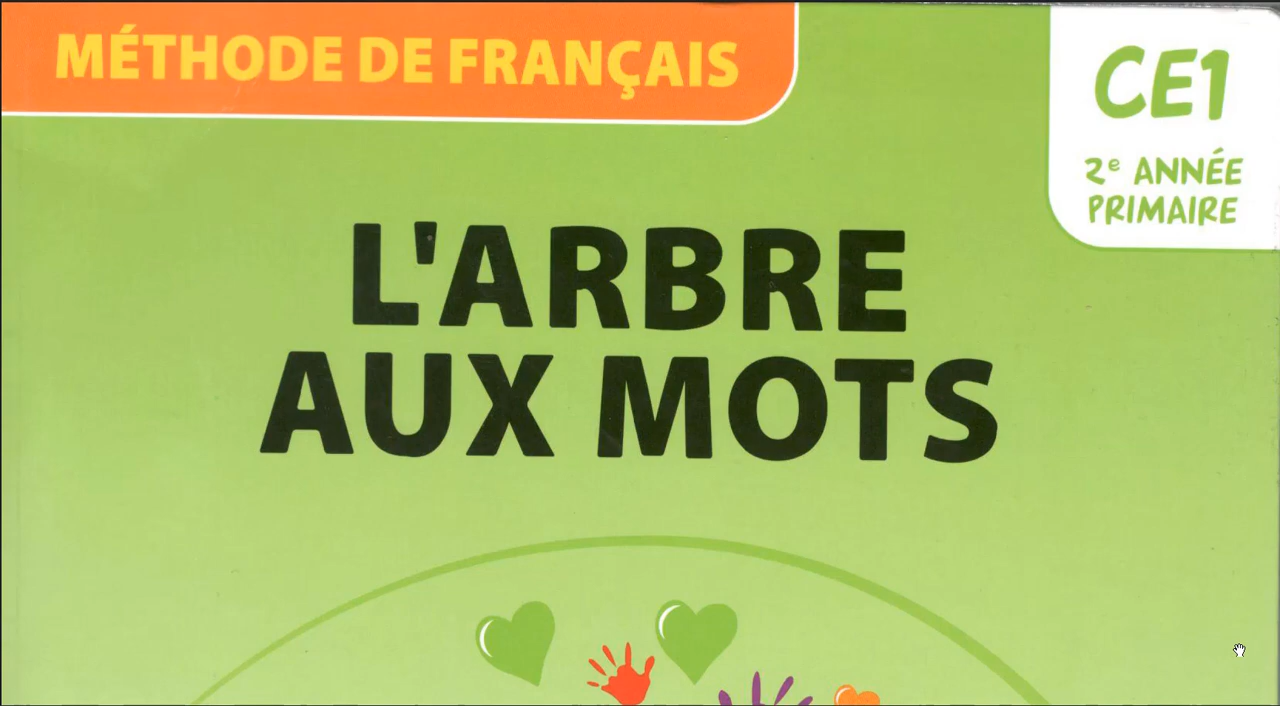 MÉTHODE DE FRANÇAIS
CE1
2e ANNÉE
PRIMAIRE
L'ARBRE
AUX MOTS